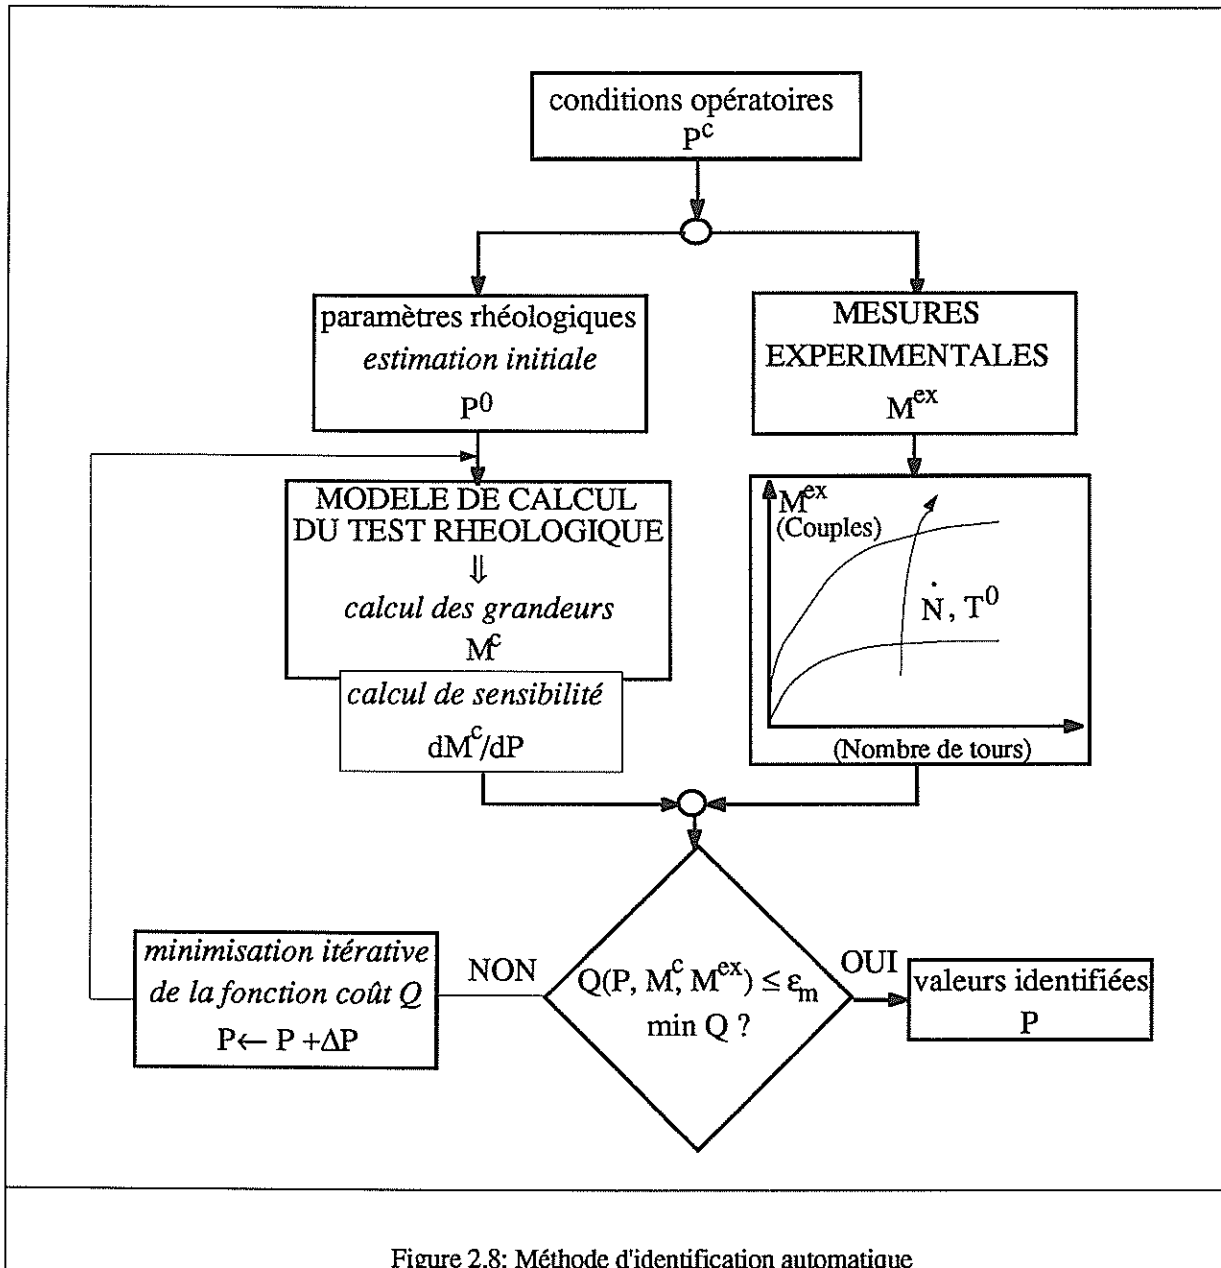 conditions opératoires
P^c
paramètres rhéologiques
estimation initiale
P^0
MESURES
EXPERIMENTALES
M^ex
MODELE DE CALCUL
DU TEST RHEOLOGIQUE
⇓
calcul des grandeurs
M^c
calcul de sensibilité
dM^c/dP
M^ex
(Couples)
Ṅ, T^0
(Nombre de tours)
minimisation itérative
de la fonction coût Q
P← P +ΔP
NON
Q(P, M^c, M^ex) ≤ ε_m
min Q ?
OUI
valeurs identifiées
P
Figure 2.8: Méthode d'identification automatique